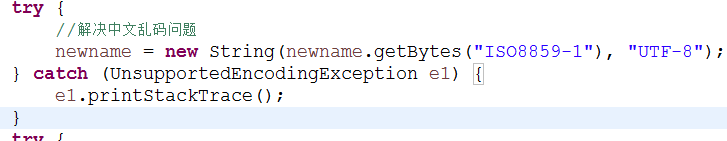 try {
//解决中文乱码问题
newname = new String(newname.getBytes("ISO8859-1"), "UTF-8");
} catch (UnsupportedEncodingException e1) {
e1.printStackTrace();
}
try {